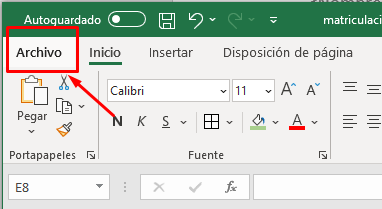 Autoguardado
matriculaci
Archivo Inicio Insertar Disposición de página
Calibri 11 A A
Pegar
N K S A
Portapapeles Fuente
E8 fx